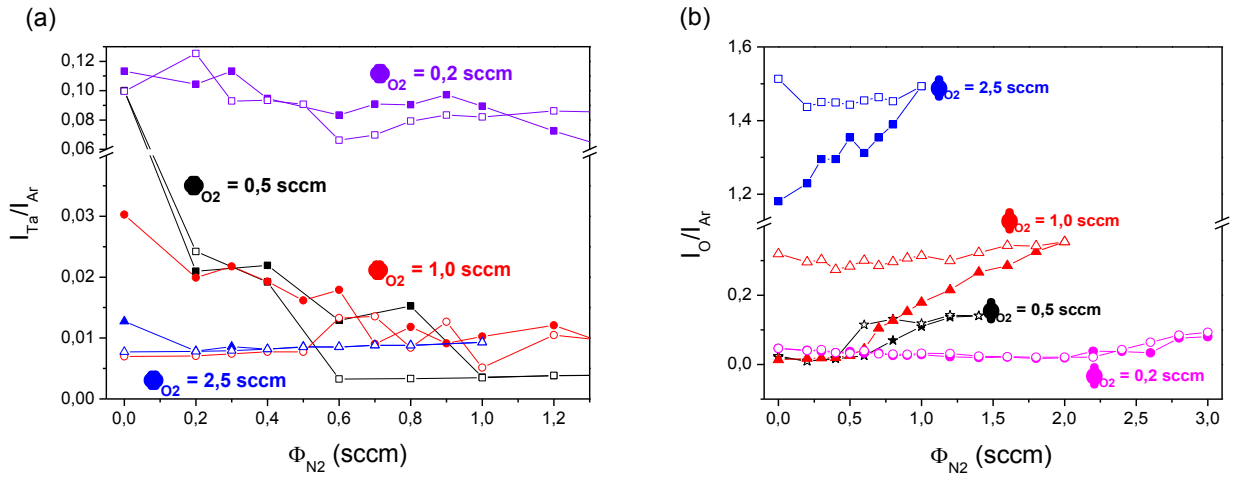 (a)
0,12
0,10
0,08
0,06
0,03
0,02
0,01
0,00
I_Ta/I_Ar
O2 = 0,2 sccm
O2 = 0,5 sccm
O2 = 1,0 sccm
O2 = 2,5 sccm
0,0 0,2 0,4 0,6 0,8 1,0 1,2
Φ_N2 (sccm)
(b)
1,6
1,4
1,2
0,2
0,0
I_O/I_Ar
O2 = 2,5 sccm
O2 = 1,0 sccm
O2 = 0,5 sccm
O2 = 0,2 sccm
0,0 0,5 1,0 1,5 2,0 2,5 3,0
Φ_N2 (sccm)